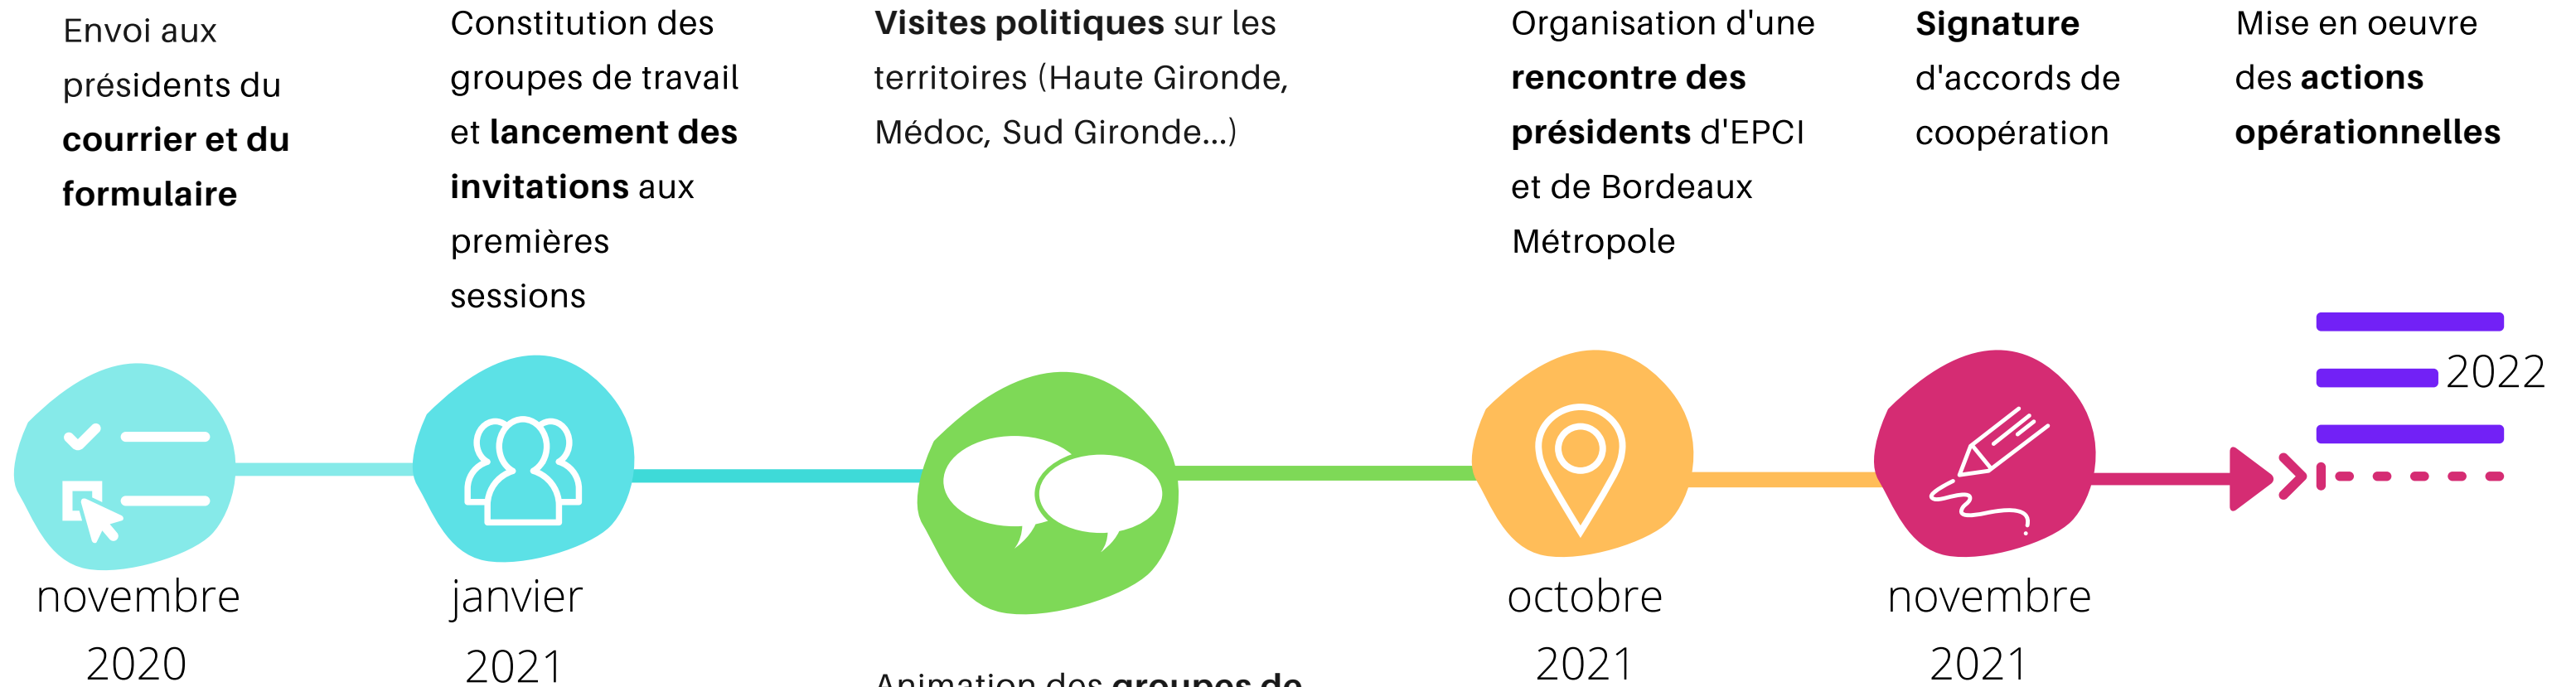 Envoi aux
présidents du
courrier et du
formulaire
Constitution des
groupes de travail
et lancement des
invitations aux
premières
sessions
Visites politiques sur les
territoires (Haute Gironde,
Médoc, Sud Gironde...)
Organisation d'une
rencontre des
présidents d'EPCI
et de Bordeaux
Métropole
Signature
d'accords de
coopération
Mise en oeuvre
des actions
opérationnelles
2022
novembre
2020
janvier
2021
Animation des groupes de
octobre
2021
novembre
2021